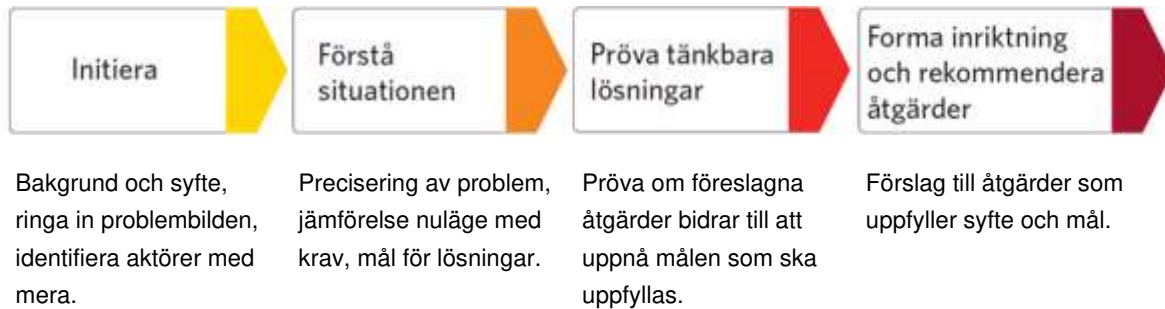 Initiera
Förstå
situationen
Pröva tänkbara
lösningar
Forma inriktning
och rekommendera
åtgärder
Bakgrund och syfte,
ringa in problembilden,
identifiera aktörer med
mera.
Precisering av problem,
jämförelse nuläge med
krav, mål för lösningar.
Pröva om föreslagna
åtgärder bidrar till att
uppnå målen som ska
uppfyllas.
Förslag till åtgärder som
uppfyller syfte och mål.